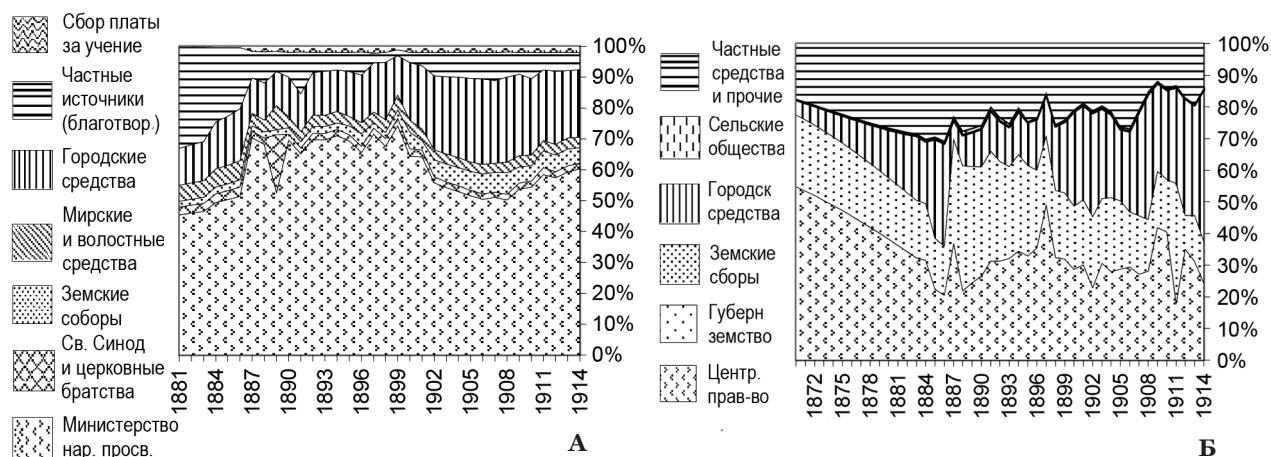 Сбор платы
за учение
Частные
источники
(благотвор.)
Городские
средства
Мирские
и волостные
средства
Земские
соборы
Св. Синод
и церковные
братства
Министерство
нар. просв.
100%
90%
80%
70%
60%
50%
40%
30%
20%
10%
0%
1881
1884
1887
1890
1893
1896
1899
1902
1905
1908
1911
1914
А
Частные
средства
и прочие
Сельские
общества
Городск
средства
Земские
сборы
Губерн
земство
Центр.
прав-во
100%
90%
80%
70%
60%
50%
40%
30%
20%
10%
0%
1872
1875
1878
1881
1884
1887
1890
1893
1896
1899
1902
1905
1908
1911
1914
Б